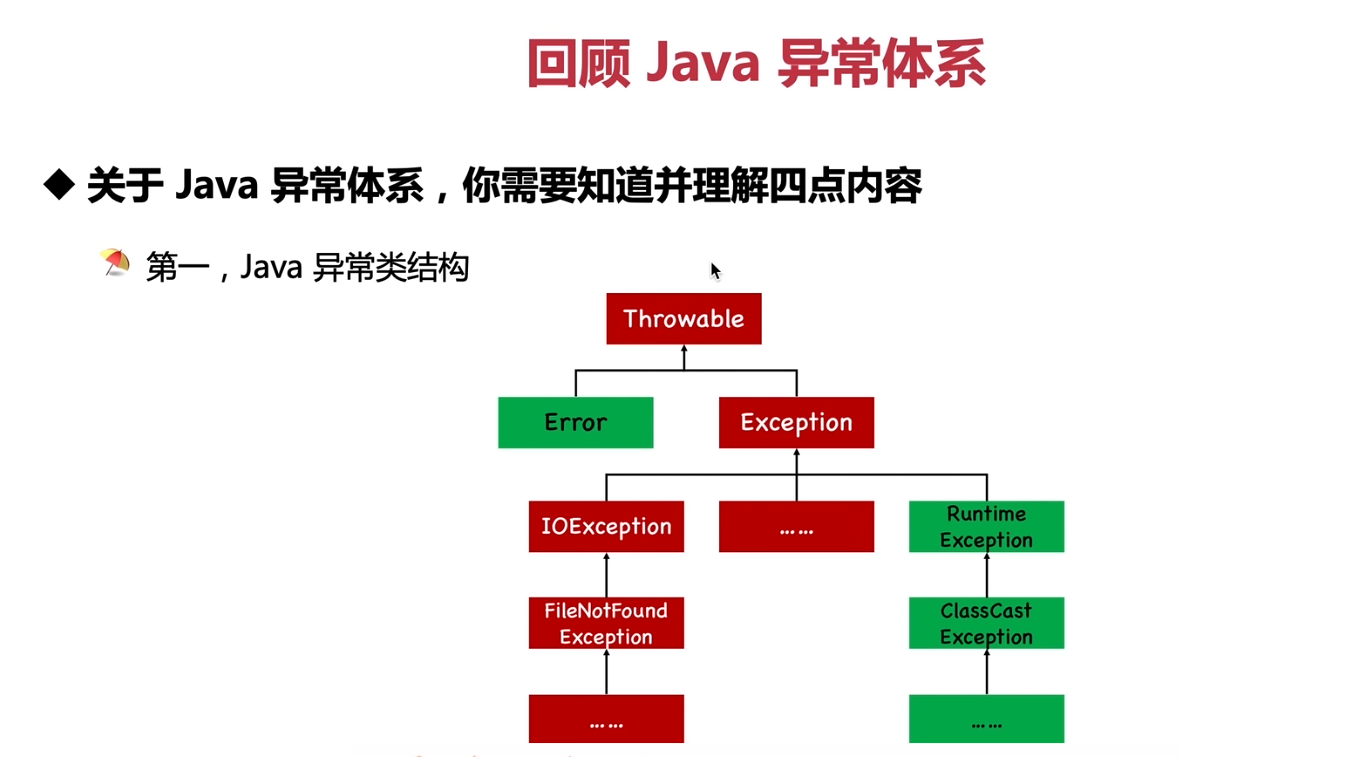 回顾 Java 异常体系
关于 Java 异常体系，你需要知道并理解四点内容
第一，Java 异常类结构
Throwable
Error
Exception
IOException
……
Runtime
Exception
FileNotFound
Exception
ClassCast
Exception
……
……